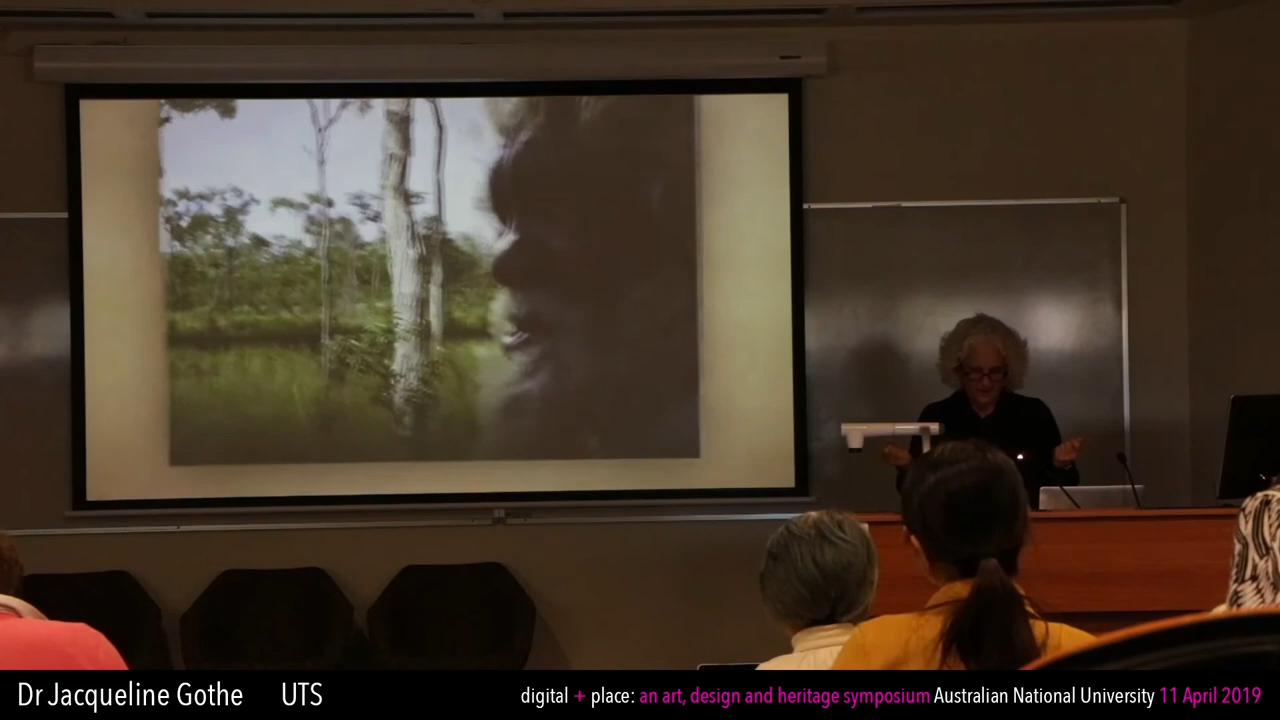 Dr Jacqueline Gothe UTS digital + place: an art, design and heritage symposium Australian National University 11 April 2019